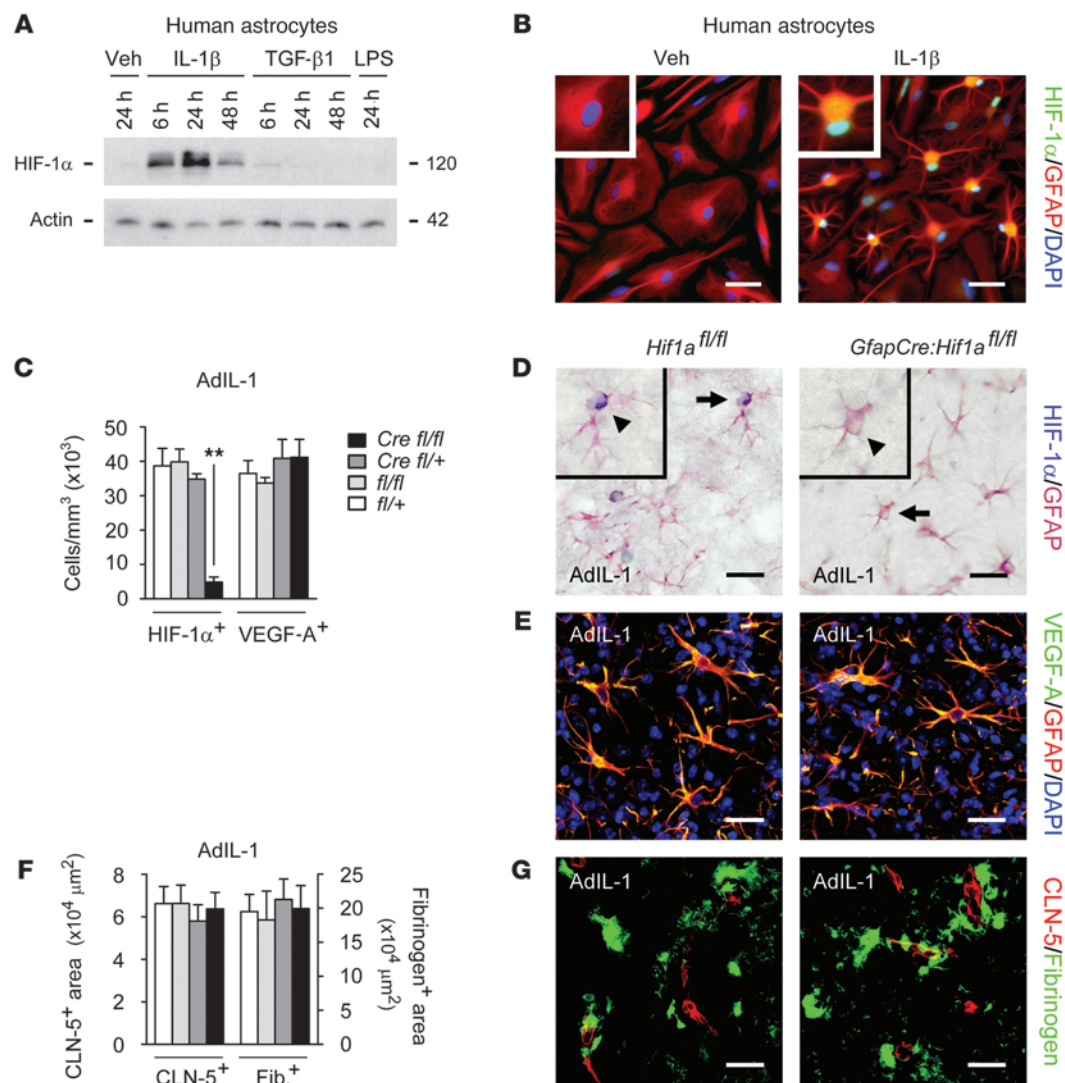 A
Human astrocytes
Veh IL-1β TGF-β1 LPS
24 h 6 h 24 h 48 h 6 h 24 h 48 h 24 h
HIF-1α 120
Actin 42
B
Human astrocytes
Veh IL-1β
HIF-1α/GFAP/DAPI
C
AdIL-1
Cells/mm³ (x10³)
50
40
30
20
10
0
**
Cre fl/fl
Cre fl/+
fl/fl
fl/+
HIF-1α⁺ VEGF-A⁺
D
Hif1a fl/fl GfapCre:Hif1a fl/fl
AdIL-1 AdIL-1
HIF-1α/GFAP
E
AdIL-1 AdIL-1
VEGF-A/GFAP/DAPI
F
AdIL-1
CLN-5⁺ area (x10⁴ μm²)
8
6
4
2
0
25
20
15
10
5
0
Fibrinogen⁺ area
(x10⁴ μm²)
CLN-5⁺ Fib.⁺
G
AdIL-1 AdIL-1
CLN-5/Fibrinogen